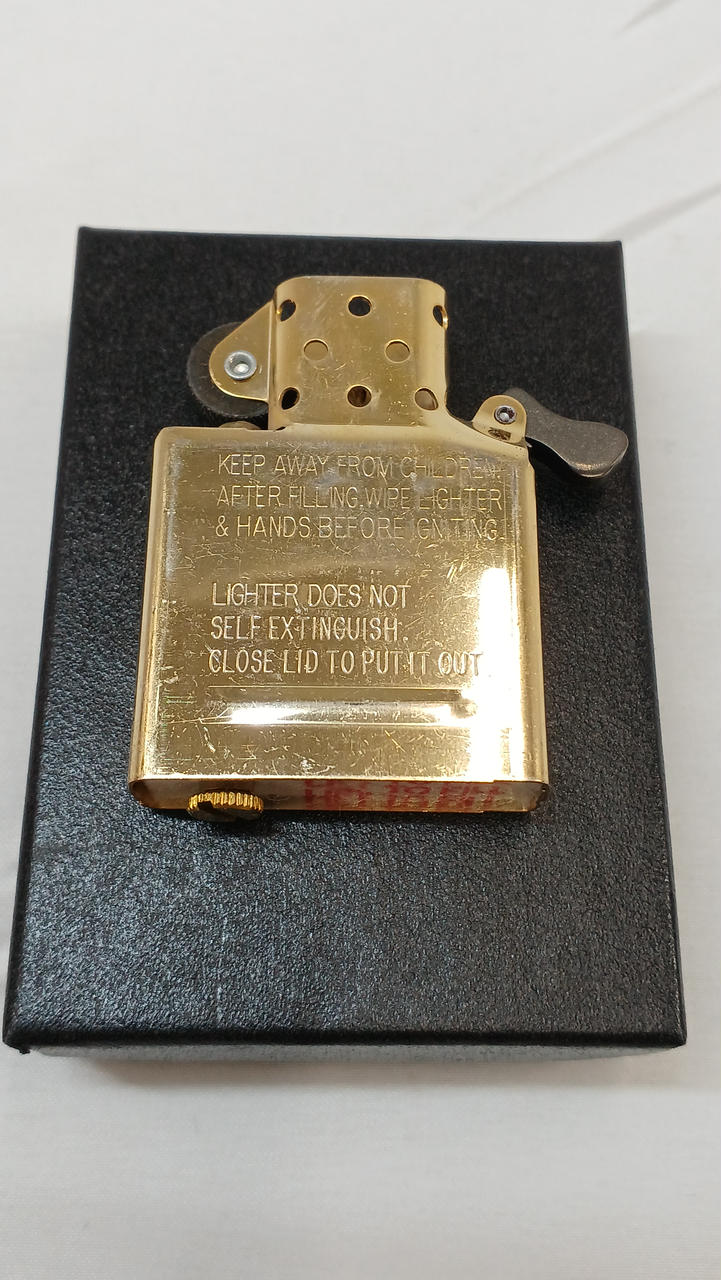 KEEP AWAY FROM CHILDREN.
AFTER FILLING, WIPE LIGHTER
& HANDS BEFORE IGNITING.
LIGHTER DOES NOT
SELF EXTINGUISH.
CLOSE LID TO PUT IT OUT